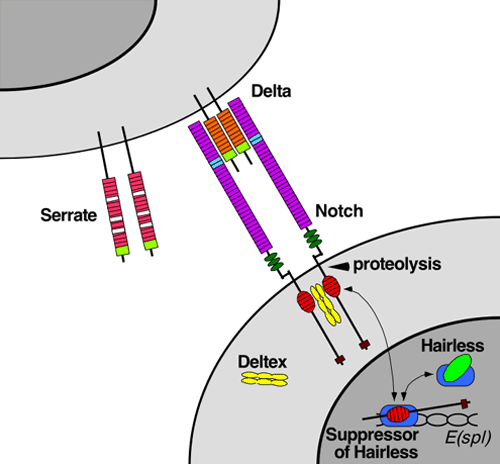 Delta
Serrate
Notch
proteolysis
Deltex
Hairless
Suppressor
of Hairless
E(spl)